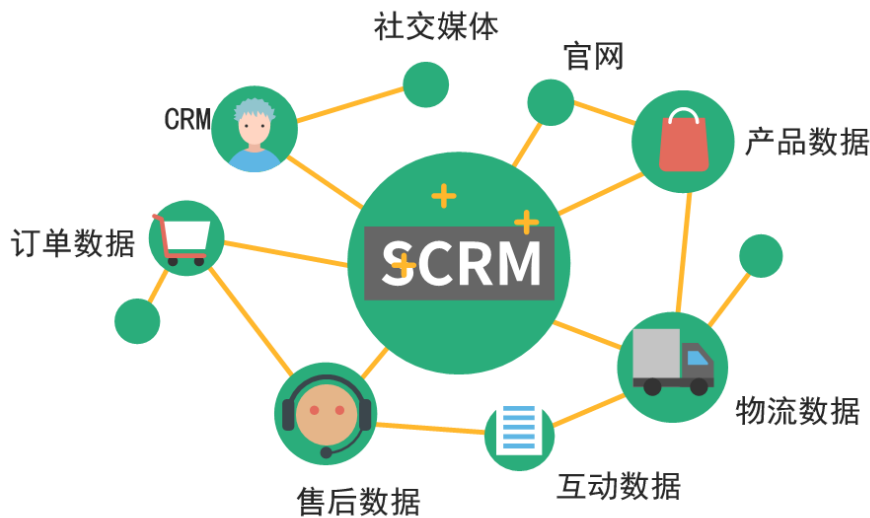 社交媒体
官网
CRM
产品数据
订单数据
SCRM
物流数据
互动数据
售后数据